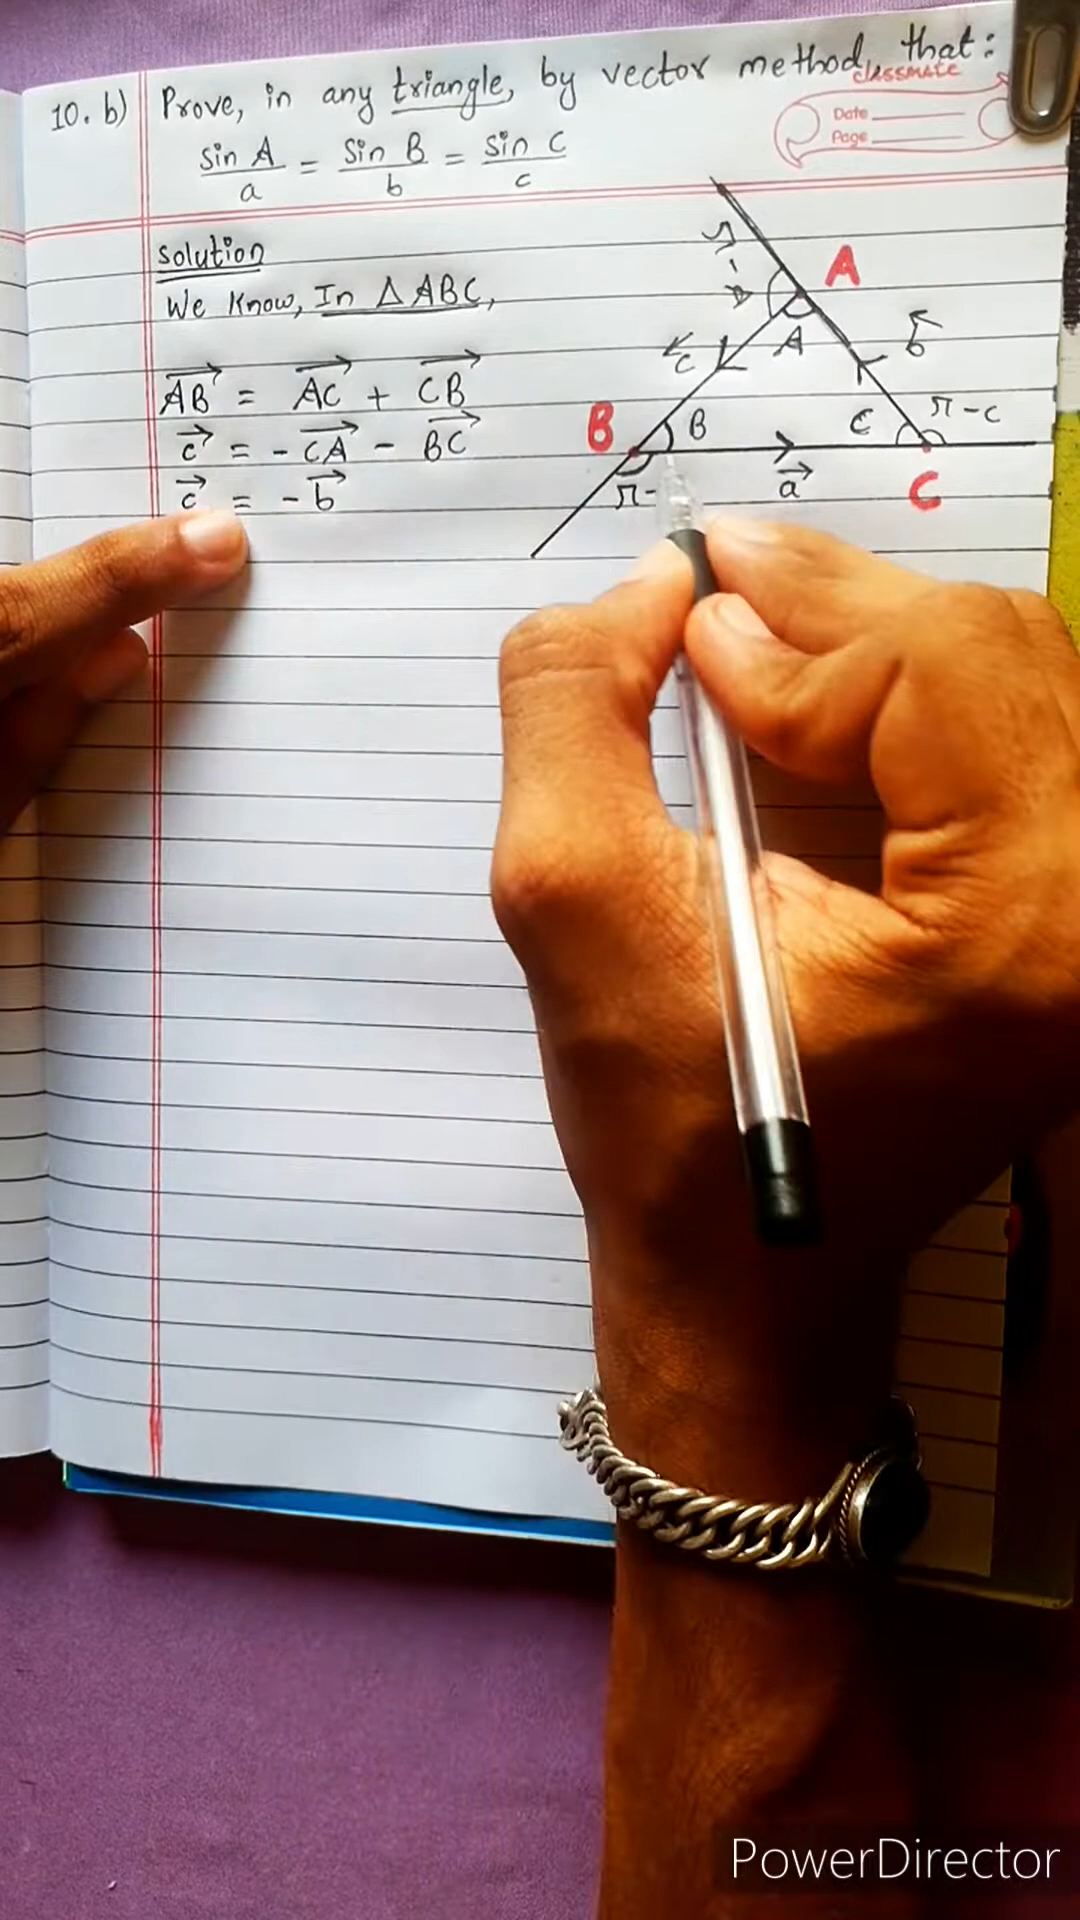 10. b) Prove, in any triangle, by vector method, that:
classmate
Date
Page
sin A / a = sin B / b = sin C / c
solution
We Know, In △ABC,
π - A
A
A
c⃗
b⃗
AB⃗ = AC⃗ + CB⃗
B
B
C
π - c
c⃗ = - CA⃗ - BC⃗
c⃗ = - b⃗
π -
a⃗
C
PowerDirector